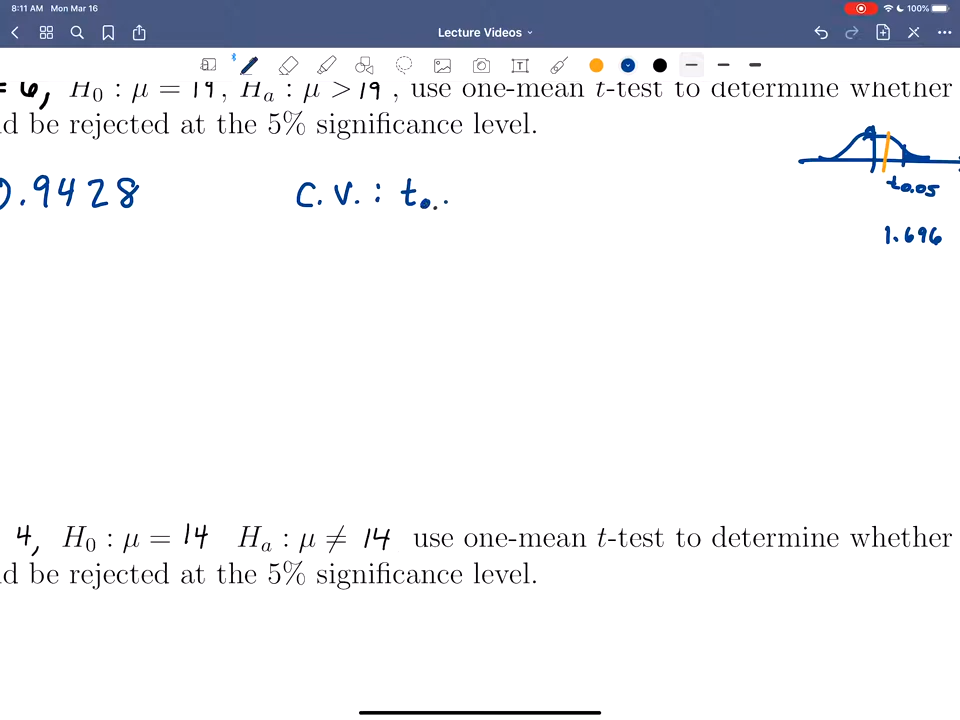 8:11 AM Mon Mar 16 100%
Lecture Videos
= 6, H₀ : μ = 19, Hₐ : μ > 19, use one-mean t-test to determine whether
d be rejected at the 5% significance level.
t0.05
0.9428 C.V. : t0..
1.696
4, H₀ : μ = 14 Hₐ : μ ≠ 14 use one-mean t-test to determine whether
d be rejected at the 5% significance level.